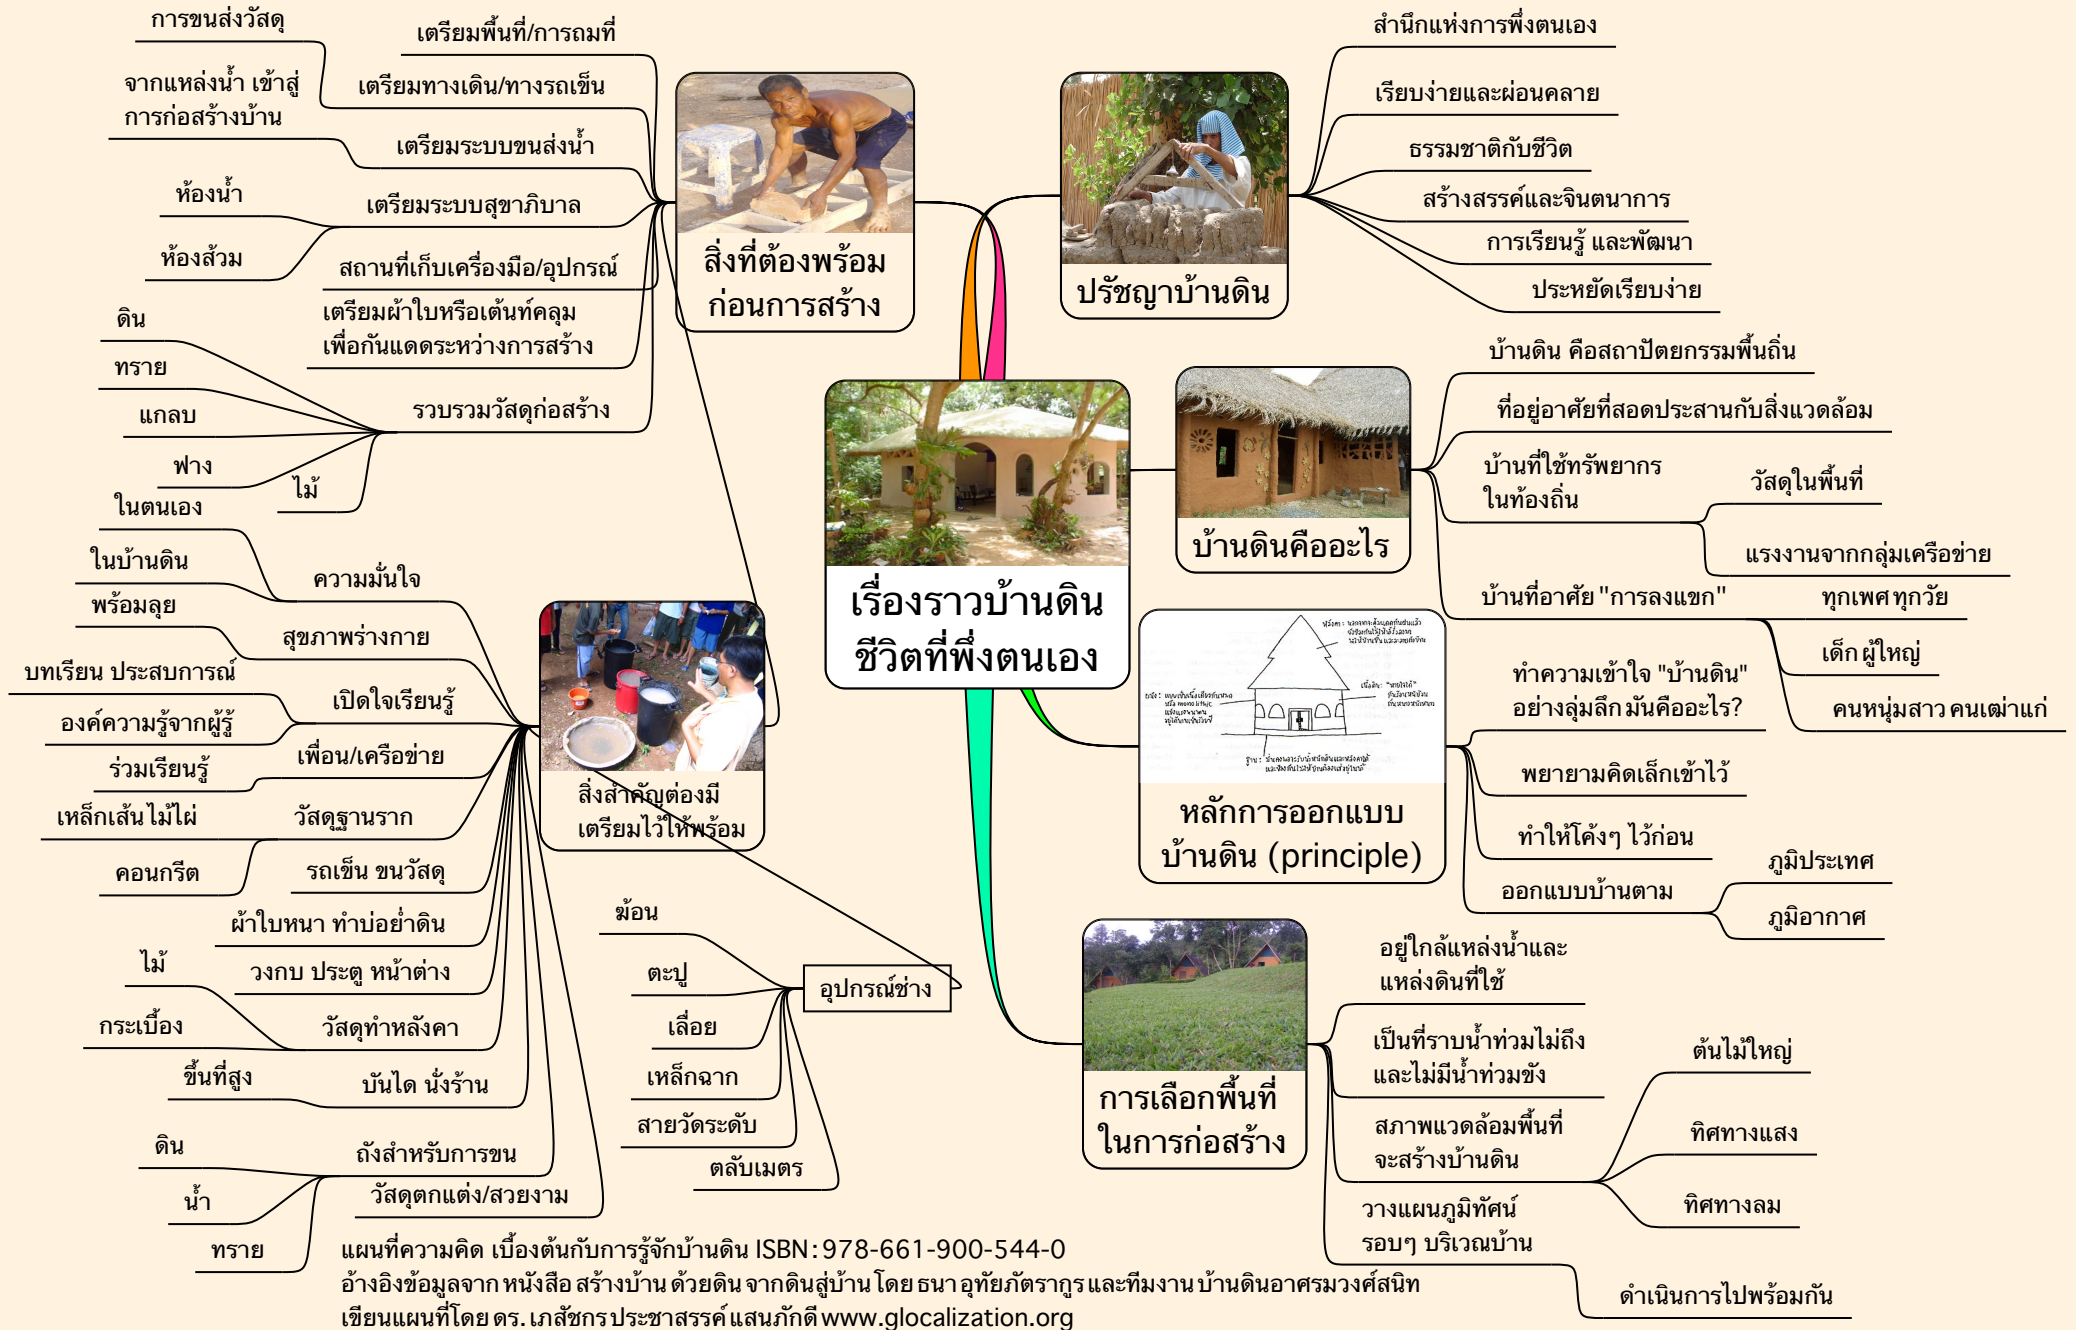 เรื่องราวบ้านดิน
ชีวิตที่พึ่งตนเอง
ปรัชญาบ้านดิน
สำนึกแห่งการพึ่งตนเอง
เรียบง่ายและผ่อนคลาย
ธรรมชาติกับชีวิต
สร้างสรรค์และจินตนาการ
การเรียนรู้ และพัฒนา
ประหยัดเรียบง่าย
บ้านดินคืออะไร
บ้านดิน คือสถาปัตยกรรมพื้นถิ่น
ที่อยู่อาศัยที่สอดประสานกับสิ่งแวดล้อม
บ้านที่ใช้ทรัพยากร
ในท้องถิ่น
วัสดุในพื้นที่
แรงงานจากกลุ่มเครือข่าย
บ้านที่อาศัย "การลงแขก"
ทุกเพศ ทุกวัย
เด็ก ผู้ใหญ่
คนหนุ่มสาว คนเฒ่าแก่
หลักการออกแบบ
บ้านดิน (principle)
ทำความเข้าใจ "บ้านดิน"
อย่างลุ่มลึก มันคืออะไร?
พยายามคิดเล็กเข้าไว้
ทำให้โค้งๆ ไว้ก่อน
ออกแบบบ้านตาม
ภูมิประเทศ
ภูมิอากาศ
การเลือกพื้นที่
ในการก่อสร้าง
อยู่ใกล้แหล่งน้ำและ
แหล่งดินที่ใช้
เป็นที่ราบน้ำท่วมไม่ถึง
และไม่มีน้ำท่วมขัง
สภาพแวดล้อมพื้นที่
จะสร้างบ้านดิน
ต้นไม้ใหญ่
ทิศทางแสง
ทิศทางลม
วางแผนภูมิทัศน์
รอบๆ บริเวณบ้าน
ดำเนินการไปพร้อมกัน
สิ่งที่ต้องพร้อม
ก่อนการสร้าง
เตรียมพื้นที่/การถมที่
เตรียมทางเดิน/ทางรถเข็น
การขนส่งวัสดุ
เตรียมระบบขนส่งน้ำ
จากแหล่งน้ำ เข้าสู่
การก่อสร้างบ้าน
เตรียมระบบสุขาภิบาล
ห้องน้ำ
ห้องส้วม
สถานที่เก็บเครื่องมือ/อุปกรณ์
เตรียมผ้าใบหรือเต้นท์คลุม
เพื่อกันแดดระหว่างการสร้าง
รวบรวมวัสดุก่อสร้าง
ดิน
ทราย
แกลบ
ฟาง
ไม้
สิ่งสำคัญต่องมี
เตรียมไว้ให้พร้อม
ความมั่นใจ
ในตนเอง
ในบ้านดิน
สุขภาพร่างกาย
พร้อมลุย
เปิดใจเรียนรู้
บทเรียน ประสบการณ์
องค์ความรู้จากผู้รู้
เพื่อน/เครือข่าย
ร่วมเรียนรู้
วัสดุฐานราก
เหล็กเส้น ไม้ไผ่
คอนกรีต
รถเข็น ขนวัสดุ
ผ้าใบหนา ทำบ่อย่ำดิน
วงกบ ประตู หน้าต่าง
วัสดุทำหลังคา
ไม้
กระเบื้อง
บันได นั่งร้าน
ขึ้นที่สูง
ถังสำหรับการขน
ดิน
น้ำ
ทราย
วัสดุตกแต่ง/สวยงาม
อุปกรณ์ช่าง
ฆ้อน
ตะปู
เลื่อย
เหล็กฉาก
สายวัดระดับ
ตลับเมตร
แผนที่ความคิด เบื้องต้นกับการรู้จักบ้านดิน ISBN : 978-661-900-544-0
อ้างอิงข้อมูลจาก หนังสือ สร้างบ้าน ด้วยดิน จากดินสู่บ้าน โดย ธนา อุทัยภัตรากูร และทีมงาน บ้านดินอาศรมวงศ์สนิท
เขียนแผนที่โดย ดร. เภสัชกร ประชาสรรค์ แสนภักดี www.glocalization.org